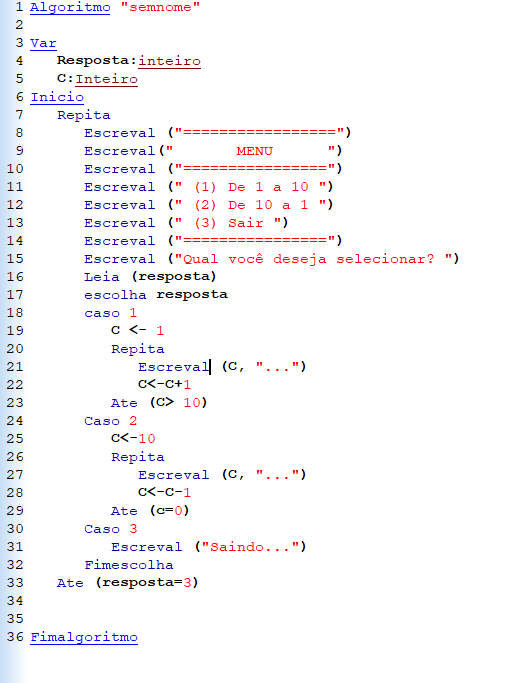 1 Algoritmo "semnome"
2
3 Var
4    Resposta:inteiro
5    C:Inteiro
6 Inicio
7    Repita
8       Escreval ("=================")
9       Escreval("       MENU      ")
10       Escreval ("================")
11       Escreval (" (1) De 1 a 10 ")
12       Escreval (" (2) De 10 a 1 ")
13       Escreval (" (3) Sair ")
14       Escreval ("================")
15       Escreval ("Qual você deseja selecionar? ")
16       Leia (resposta)
17       escolha resposta
18       caso 1
19          C <- 1
20          Repita
21             Escreval (C, "...")
22             C<-C+1
23          Ate (C> 10)
24       Caso 2
25          C<-10
26          Repita
27             Escreval (C, "...")
28             C<-C-1
29          Ate (c=0)
30       Caso 3
31          Escreval ("Saindo...")
32       Fimescolha
33    Ate (resposta=3)
34
35
36 Fimalgoritmo